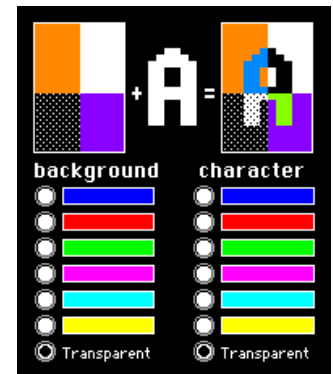 + A =
background character
Transparent Transparent